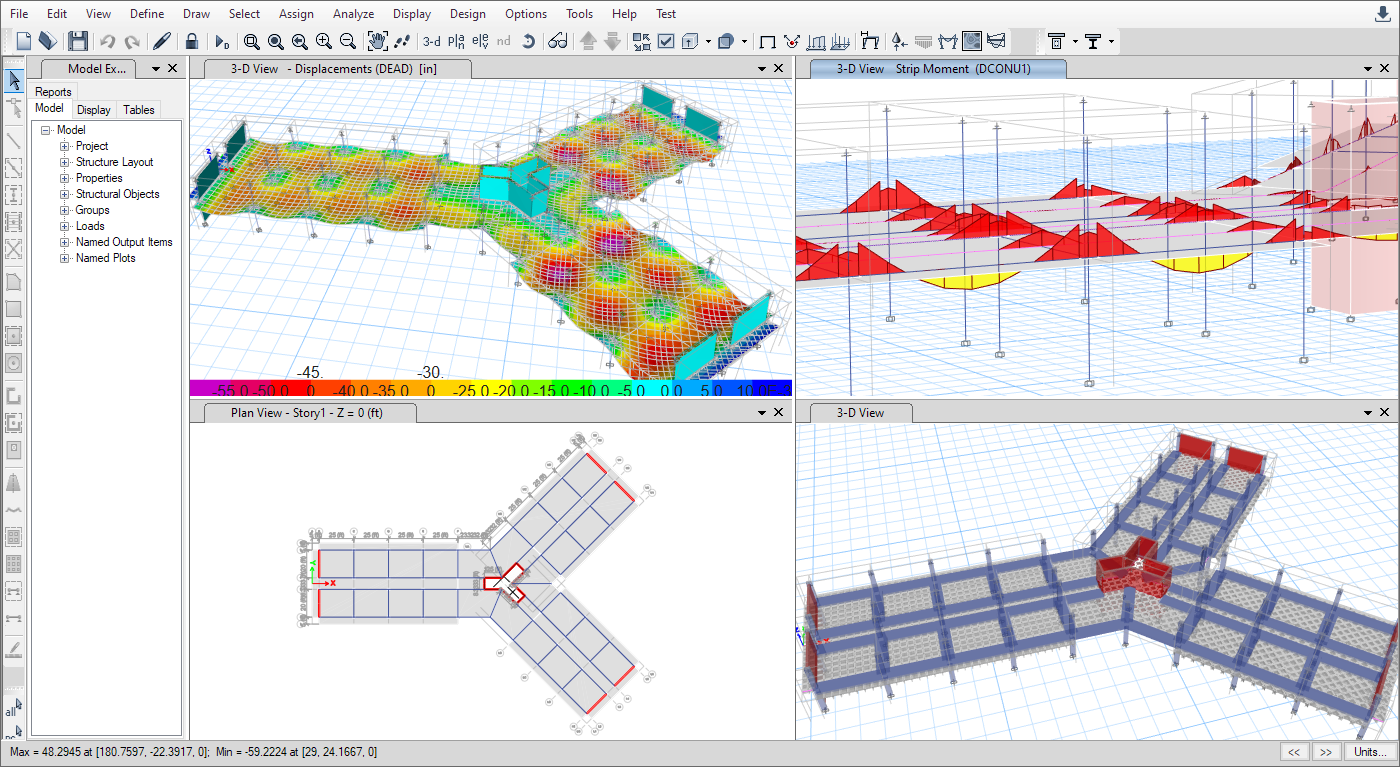 File Edit View Define Draw Select Assign Analyze Display Design Options Tools Help Test
3-d nd
Model Ex...
Reports
Model Display Tables
Model
Project
Structure Layout
Properties
Structural Objects
Groups
Loads
Named Output Items
Named Plots
all
3-D View - Displacements (DEAD) [in]
-45. -30.
-55.0 -50.0 -40.0 -35.0 -25.0 -20.0 -15.0 -10.0 -5.0 0.0 5.0
3-D View Strip Moment (DCONU1)
Plan View - Story1 - Z = 0 (ft)
25 (ft) 25 (ft) 25 (ft) 25 (ft)
Y
X
3-D View
Max = 48.2945 at [180.7597, -22.3917, 0]; Min = -59.2224 at [29, 24.1667, 0]
<< >> Units...